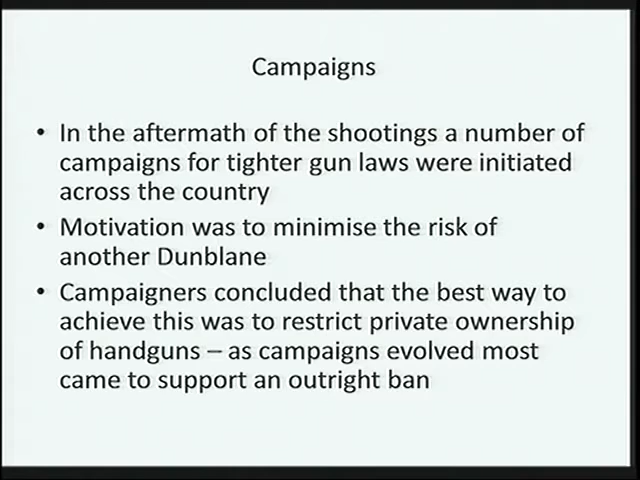 Campaigns
• In the aftermath of the shootings a number of
campaigns for tighter gun laws were initiated
across the country
• Motivation was to minimise the risk of
another Dunblane
• Campaigners concluded that the best way to
achieve this was to restrict private ownership
of handguns – as campaigns evolved most
came to support an outright ban